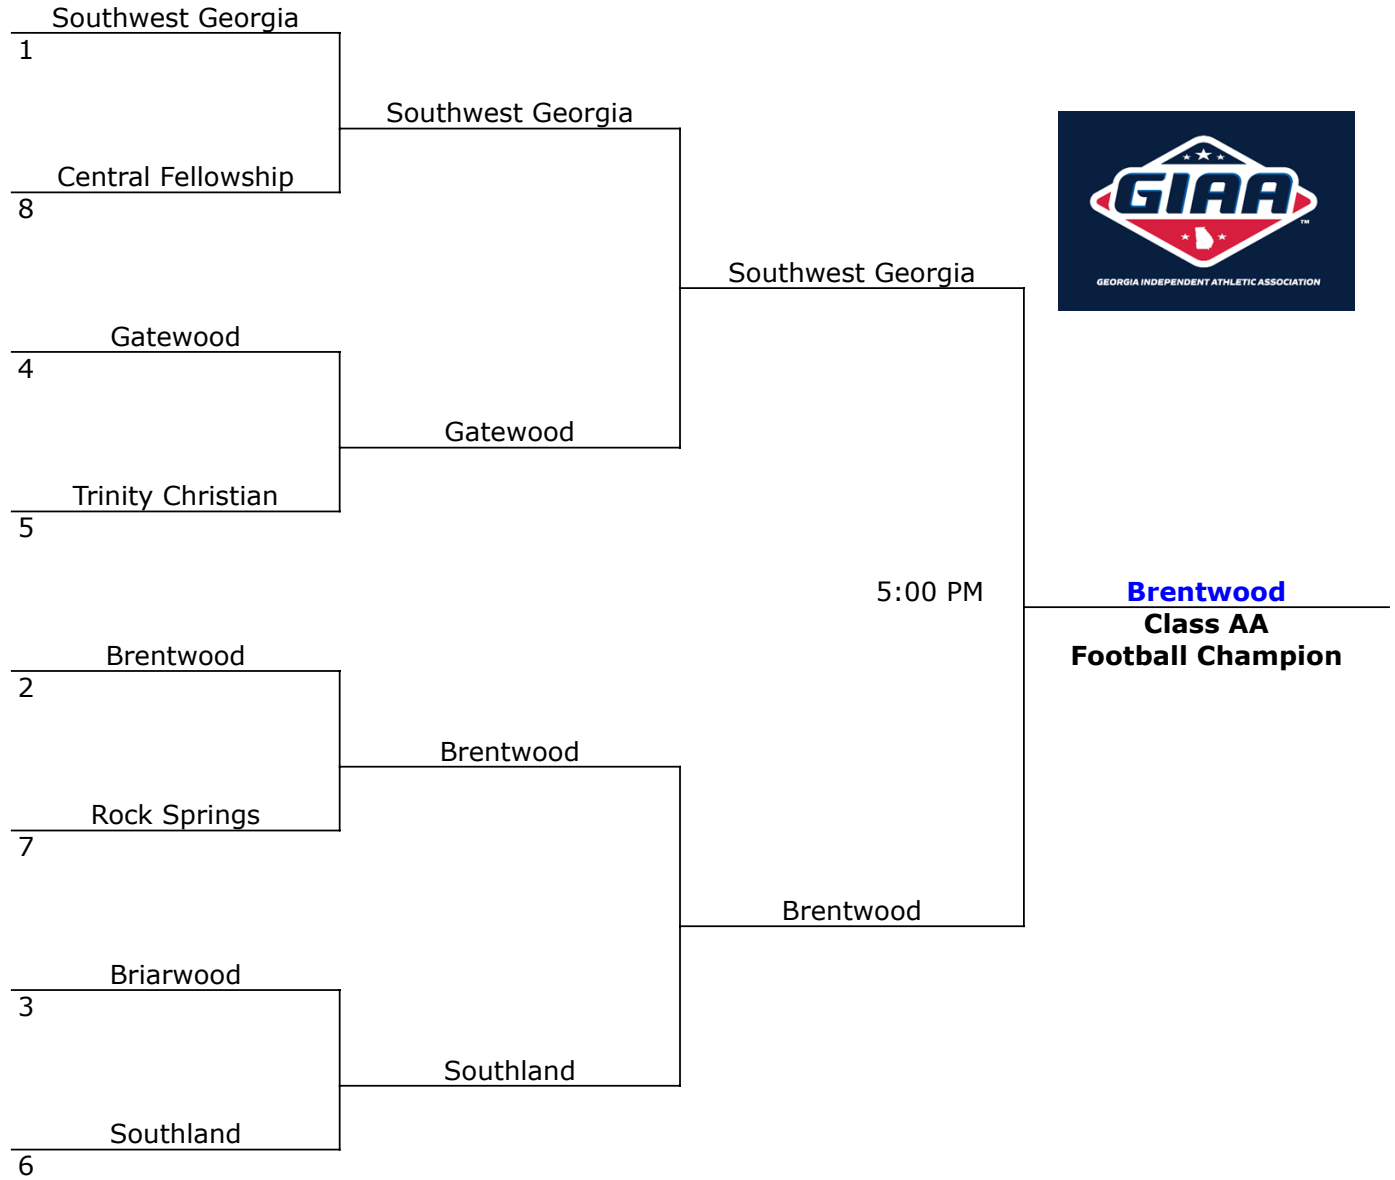 Southwest Georgia
1
Southwest Georgia
Central Fellowship
8
GIAA
™
GEORGIA INDEPENDENT ATHLETIC ASSOCIATION
Southwest Georgia
Gatewood
4
Gatewood
Trinity Christian
5
5:00 PM
Brentwood
Class AA
Football Champion
Brentwood
2
Brentwood
Rock Springs
7
Brentwood
Briarwood
3
Southland
Southland
6